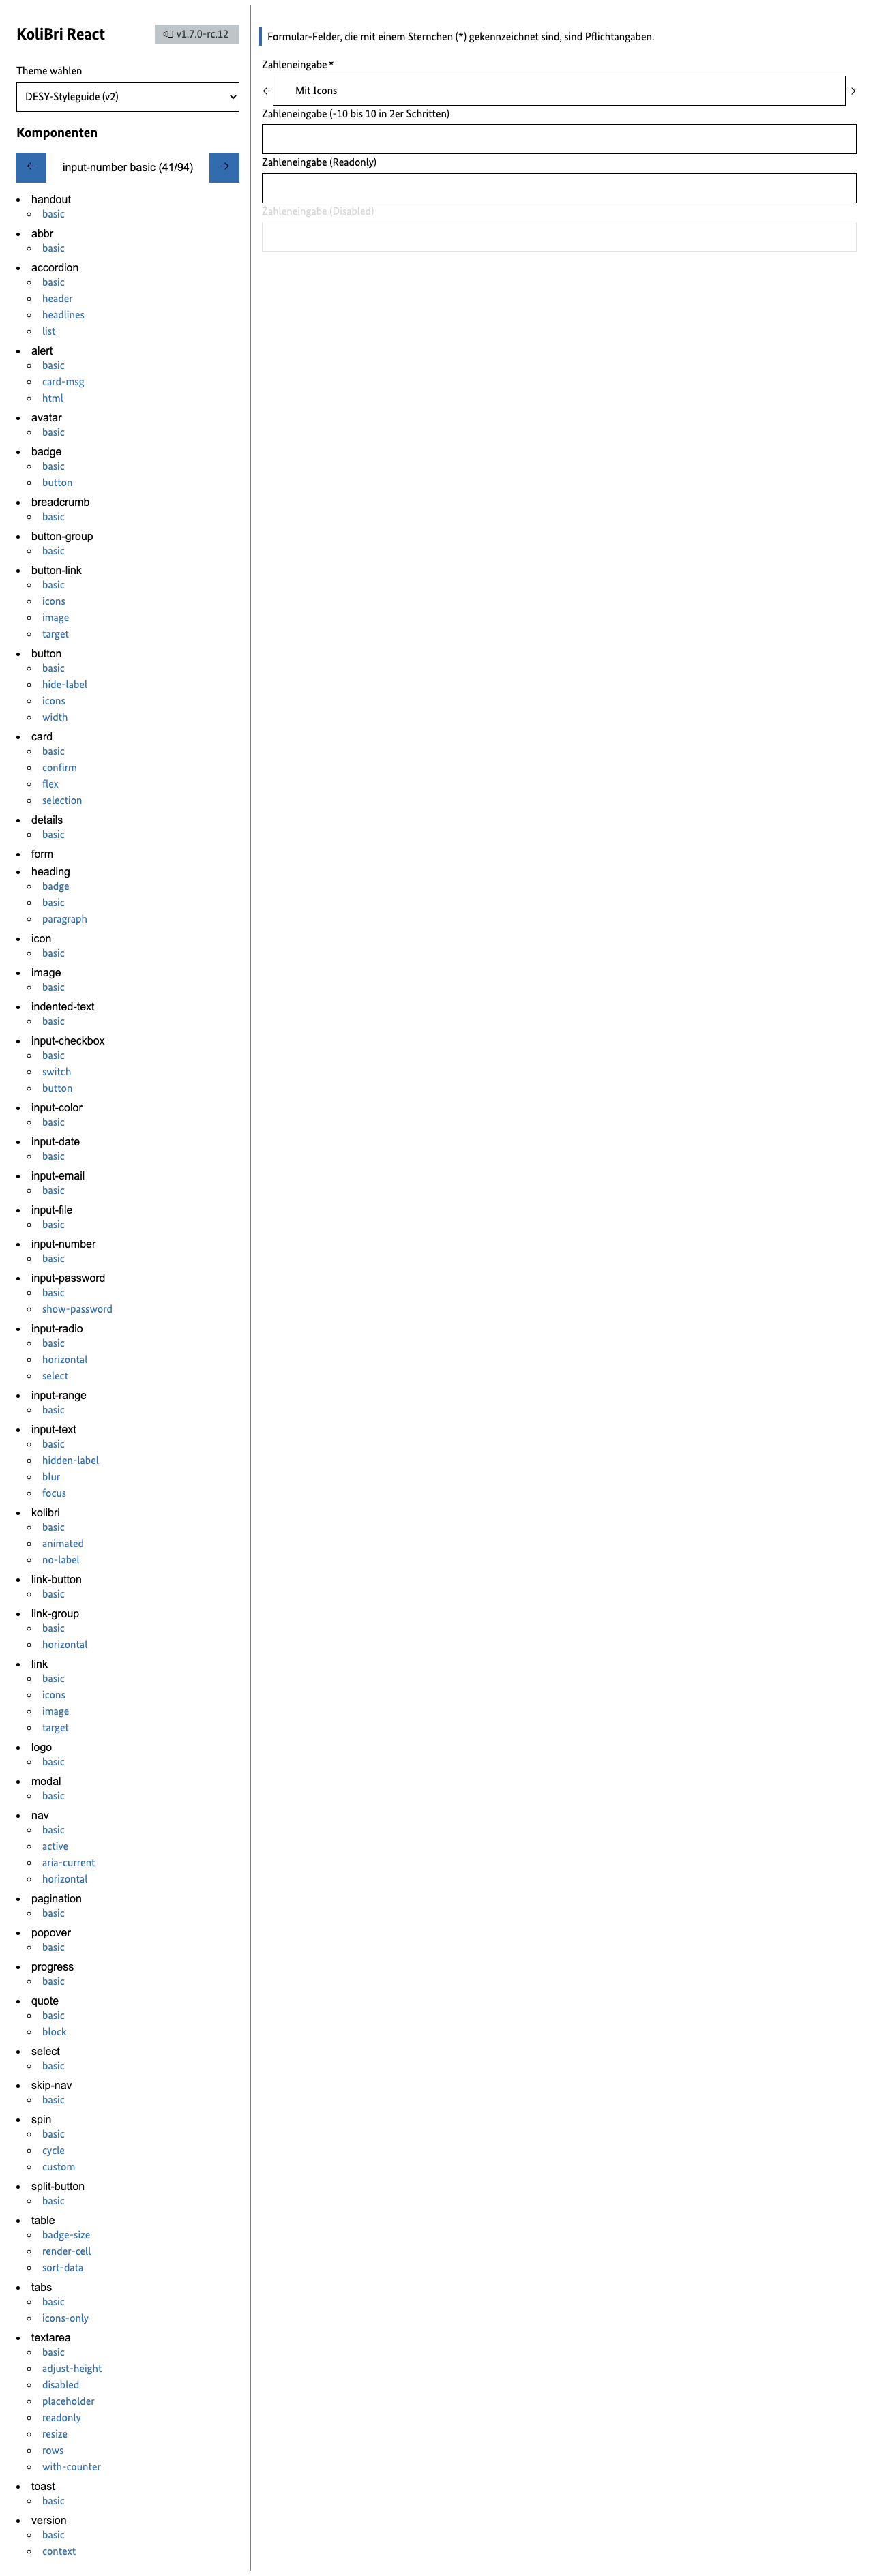 KoliBri React
v1.7.0-rc.12
Theme wählen
DESY-Styleguide (v2)
Komponenten
input-number basic (41/94)
handout
basic
abbr
basic
accordion
basic
header
headlines
list
alert
basic
card-msg
html
avatar
basic
badge
basic
button
breadcrumb
basic
button-group
basic
button-link
basic
icons
image
target
button
basic
hide-label
icons
width
card
basic
confirm
flex
selection
details
basic
form
heading
badge
basic
paragraph
icon
basic
image
basic
indented-text
basic
input-checkbox
basic
switch
button
input-color
basic
input-date
basic
input-email
basic
input-file
basic
input-number
basic
input-password
basic
show-password
input-radio
basic
horizontal
select
input-range
basic
input-text
basic
hidden-label
blur
focus
kolibri
basic
animated
no-label
link-button
basic
link-group
basic
horizontal
link
basic
icons
image
target
logo
basic
modal
basic
nav
basic
active
aria-current
horizontal
pagination
basic
popover
basic
progress
basic
quote
basic
block
select
basic
skip-nav
basic
spin
basic
cycle
custom
split-button
basic
table
badge-size
render-cell
sort-data
tabs
basic
icons-only
textarea
basic
adjust-height
disabled
placeholder
readonly
resize
rows
with-counter
toast
basic
version
basic
context
Formular-Felder, die mit einem Sternchen (*) gekennzeichnet sind, sind Pflichtangaben.
Zahleneingabe *
Mit Icons
Zahleneingabe (-10 bis 10 in 2er Schritten)
Zahleneingabe (Readonly)
Zahleneingabe (Disabled)